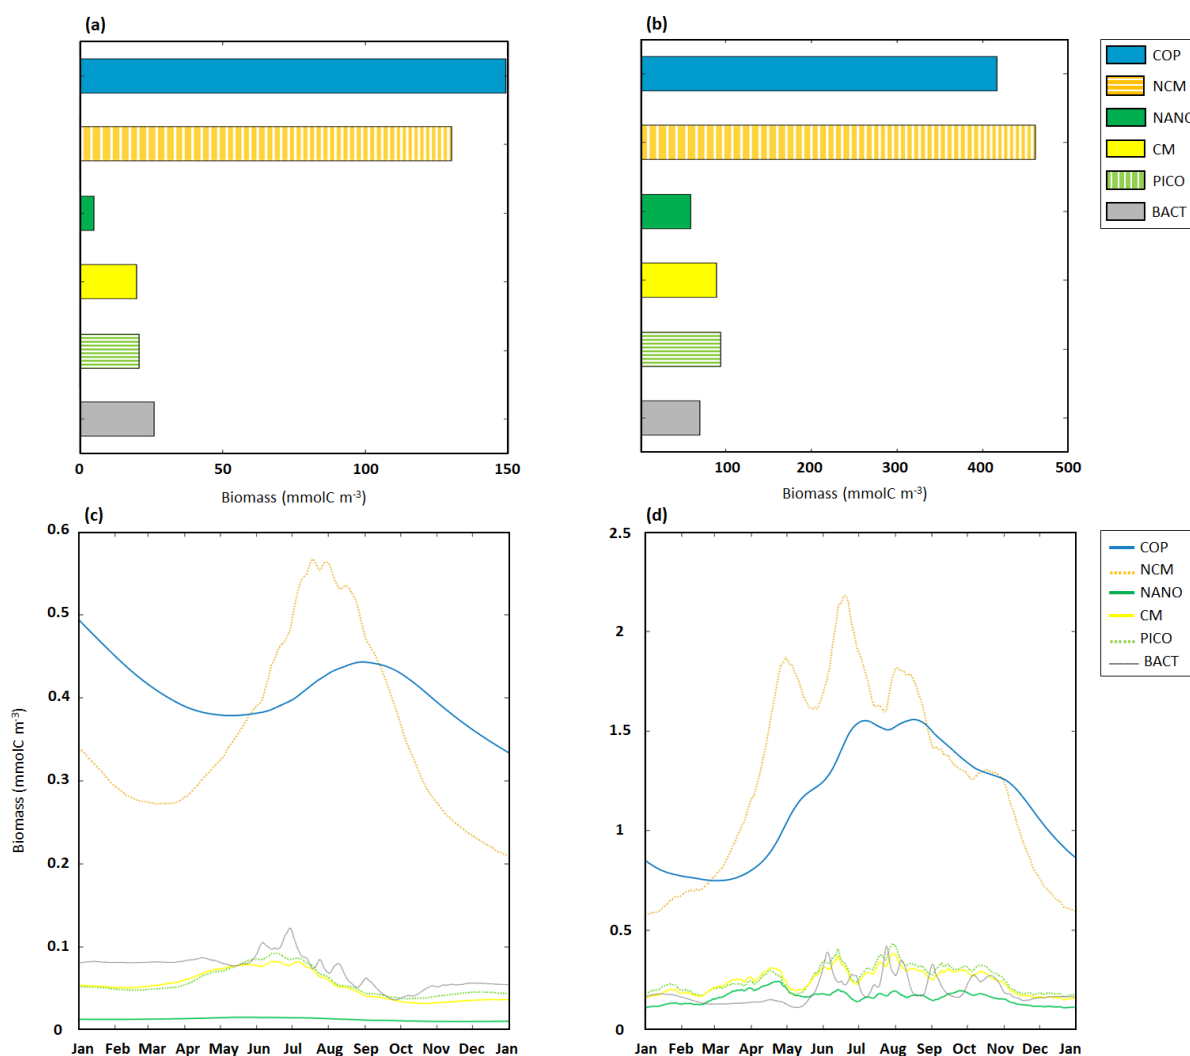 (a)
0 50 100 150
Biomass (mmolC m-3)
(b)
100 200 300 400 500
Biomass (mmolC m-3)
COP
NCM
NANO
CM
PICO
BACT
(c)
0.6
0.5
0.4
0.3
0.2
0.1
0
Biomass (mmolC m-3)
Jan Feb Mar Apr May Jun Jul Aug Sep Oct Nov Dec Jan
(d)
2.5
2
1.5
1
0.5
0
Jan Feb Mar Apr May Jun Jul Aug Sep Oct Nov Dec Jan
COP
NCM
NANO
CM
PICO
BACT